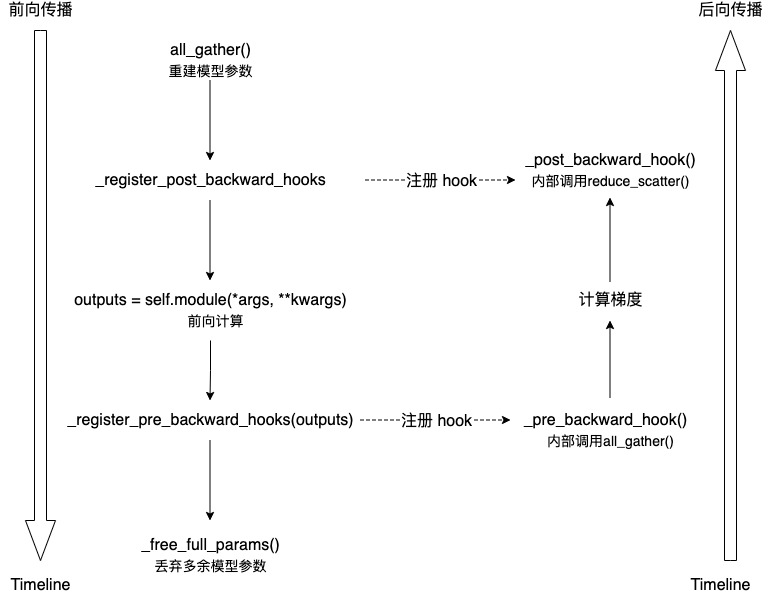 前向传播
后向传播
all_gather()
重建模型参数
_register_post_backward_hooks
注册 hook
_post_backward_hook()
内部调用reduce_scatter()
outputs = self.module(*args, **kwargs)
前向计算
计算梯度
_register_pre_backward_hooks(outputs)
注册 hook
_pre_backward_hook()
内部调用all_gather()
_free_full_params()
丢弃多余模型参数
Timeline
Timeline